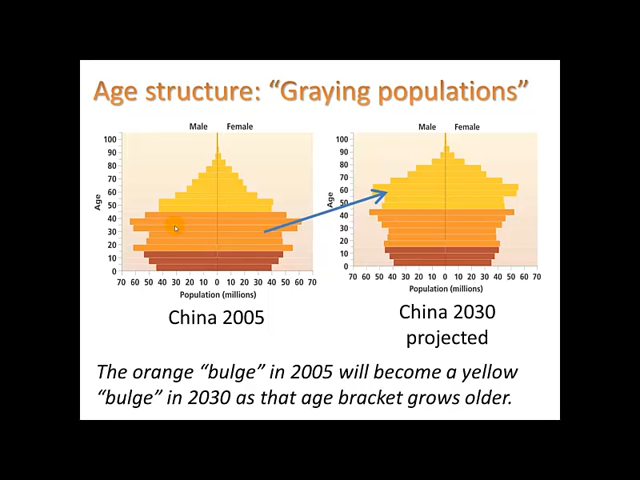 Age structure: “Graying populations”
Male Female
Male Female
100
90
80
70
60
50
40
30
20
10
0
Age
70 60 50 40 30 20 10 0 10 20 30 40 50 60 70
Population (millions)
100
90
80
70
60
50
40
30
20
10
0
Age
70 60 50 40 30 20 10 0 10 20 30 40 50 60 70
Population (millions)
China 2005
China 2030
projected
The orange “bulge” in 2005 will become a yellow
“bulge” in 2030 as that age bracket grows older.